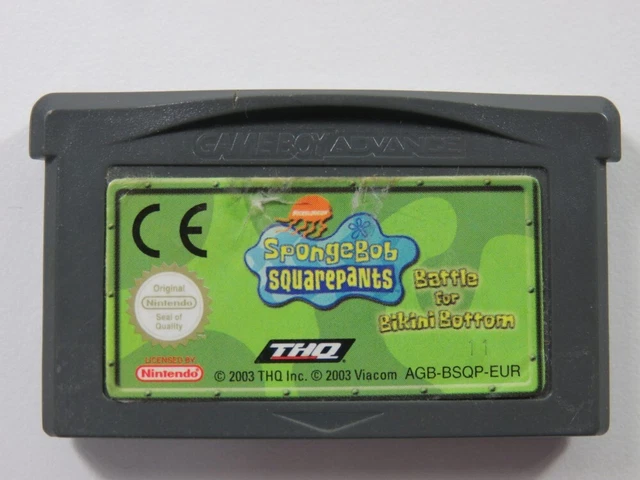 GAME BOY ADVANCE
CE
NICKELODEON
SpongeBob
SQUAREPANTS
Battle
for
Bikini Bottom
Original
Nintendo
Seal of
Quality
THQ
11
LICENSED BY
Nintendo
© 2003 THQ Inc. © 2003 Viacom AGB-BSQP-EUR